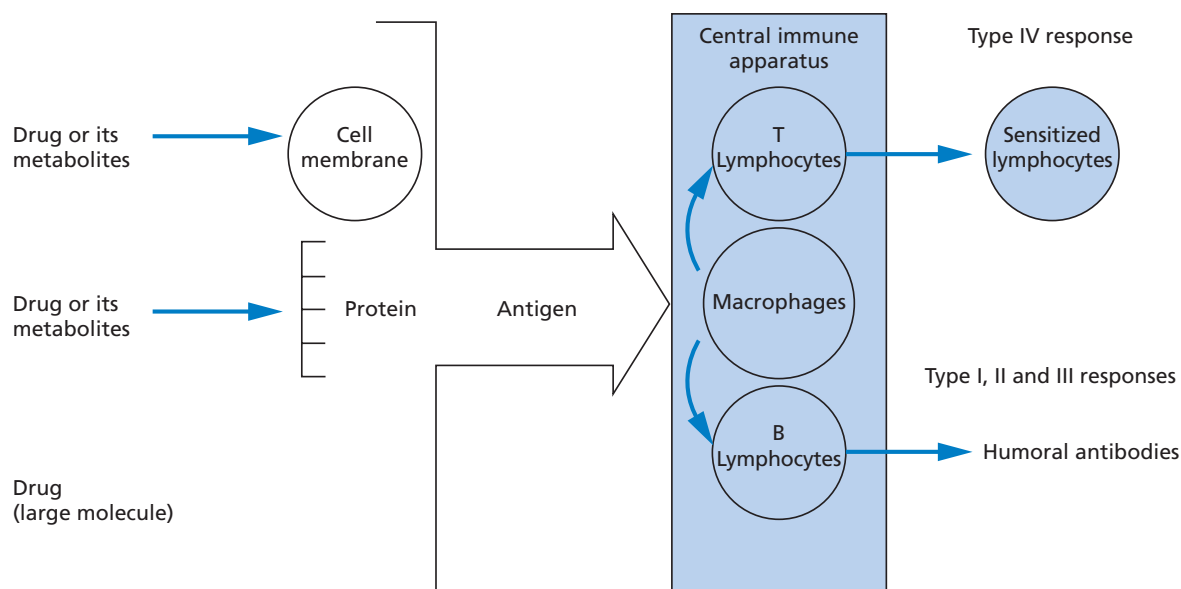 Central immune
apparatus
Type IV response
Drug or its
metabolites
Cell
membrane
T
Lymphocytes
Sensitized
lymphocytes
Drug or its
metabolites
Protein
Antigen
Macrophages
Type I, II and III responses
B
Lymphocytes
Humoral antibodies
Drug
(large molecule)